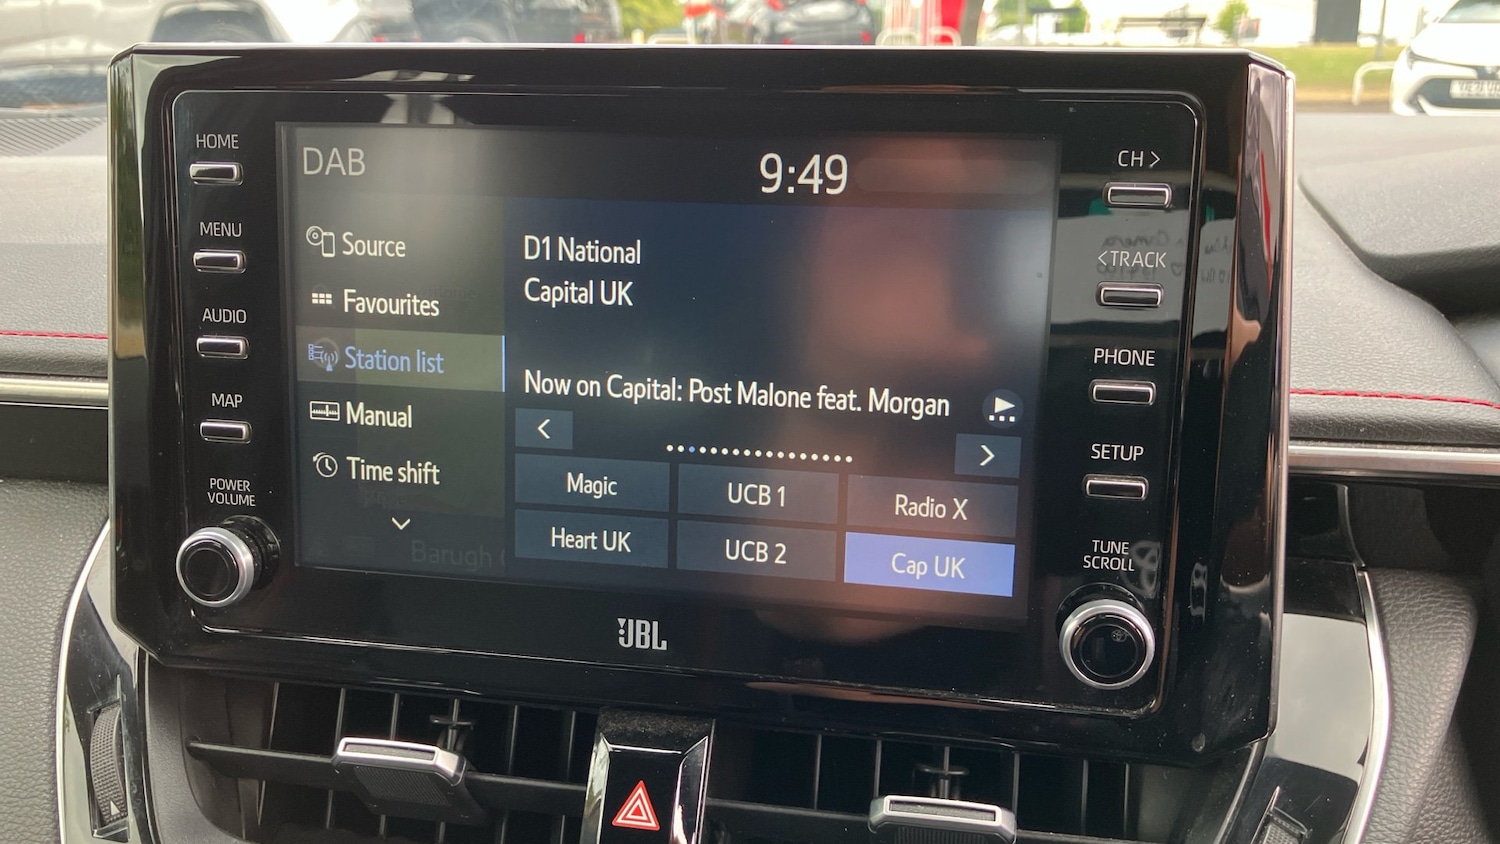 HOME
MENU
AUDIO
MAP
POWER
VOLUME
DAB
9:49
Source
Favourites
Station list
Manual
Time shift
D1 National
Capital UK
Now on Capital: Post Malone feat. Morgan
Magic
UCB 1
Radio X
Heart UK
UCB 2
Cap UK
CH >
< TRACK
PHONE
SETUP
TUNE
SCROLL
JBL